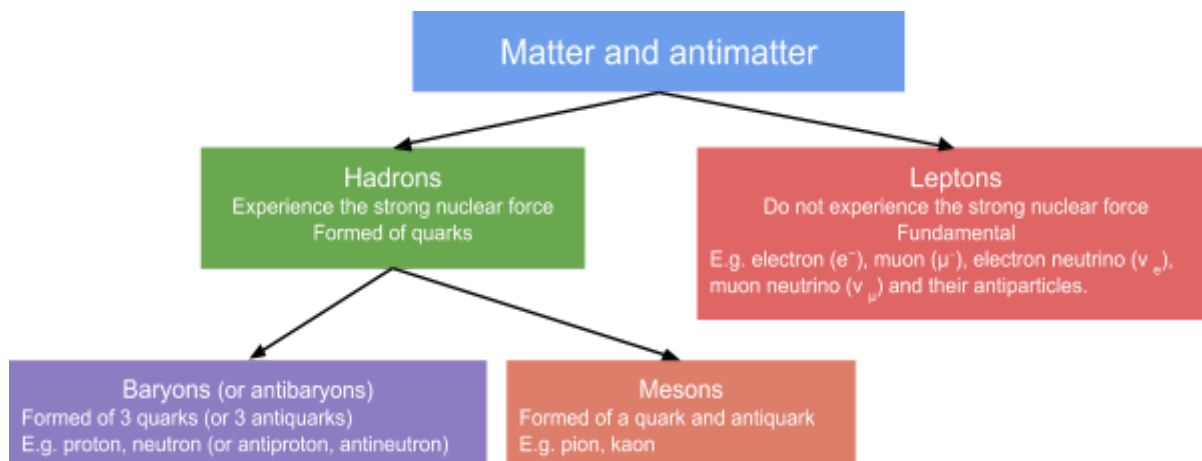 Matter and antimatter
Hadrons
Experience the strong nuclear force
Formed of quarks
Leptons
Do not experience the strong nuclear force
Fundamental
E.g. electron (e⁻), muon (μ⁻), electron neutrino (v ₑ),
muon neutrino (v μ) and their antiparticles.
Baryons (or antibaryons)
Formed of 3 quarks (or 3 antiquarks)
E.g. proton, neutron (or antiproton, antineutron)
Mesons
Formed of a quark and antiquark
E.g. pion, kaon